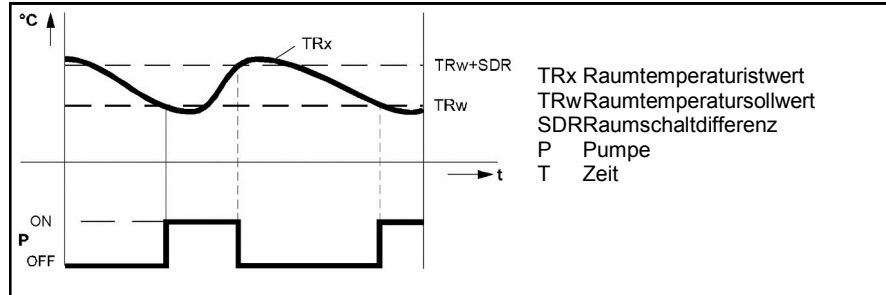 °C
TRx
TRw+SDR
TRw
t
ON
P
OFF
TRx Raumtemperaturistwert
TRwRaumtemperatursollwert
SDRRaumschaltdifferenz
P Pumpe
T Zeit